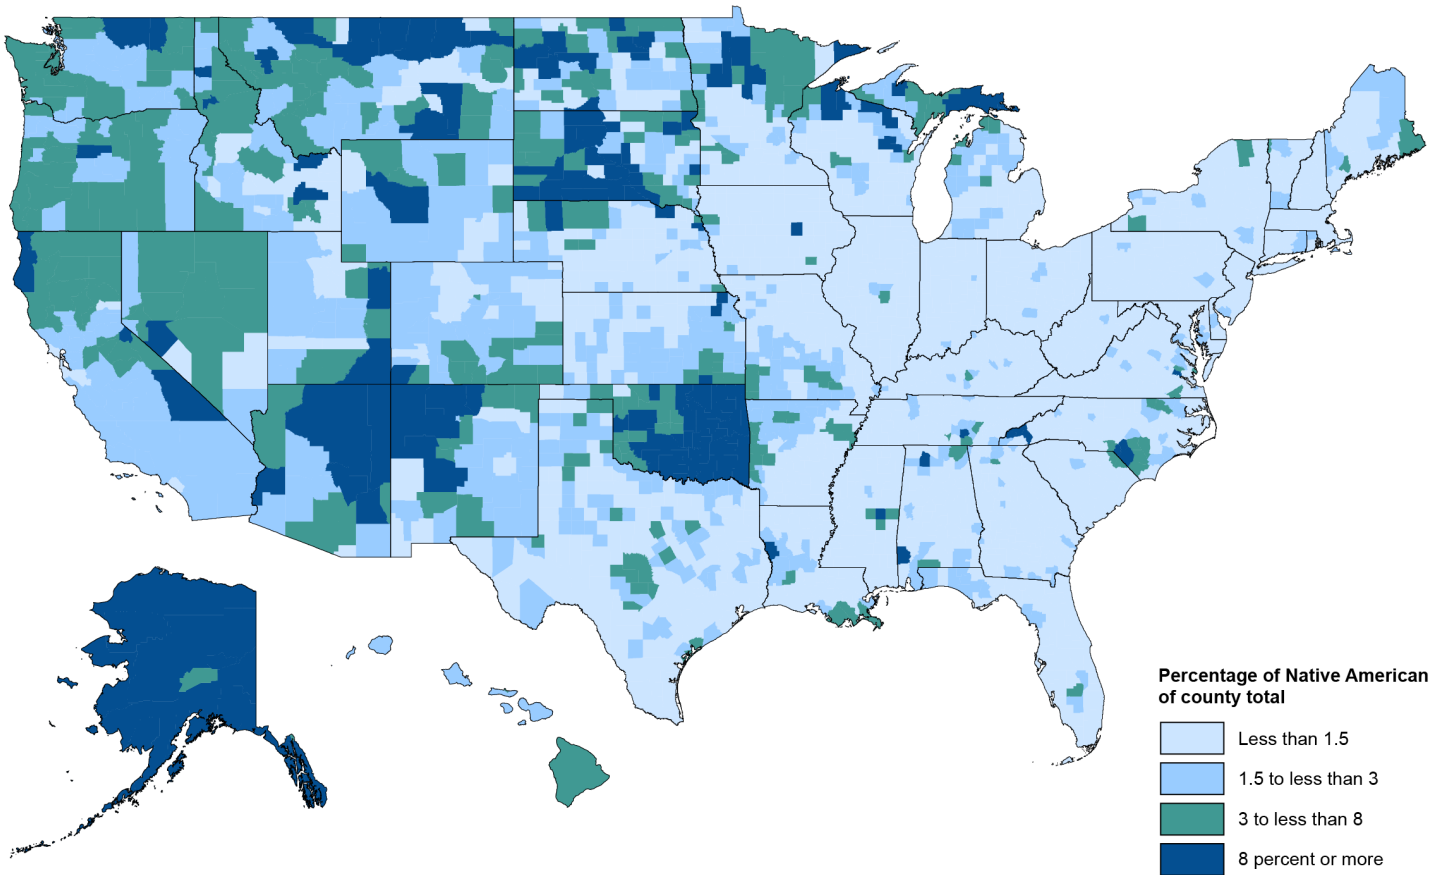 Percentage of Native American
of county total
Less than 1.5
1.5 to less than 3
3 to less than 8
8 percent or more